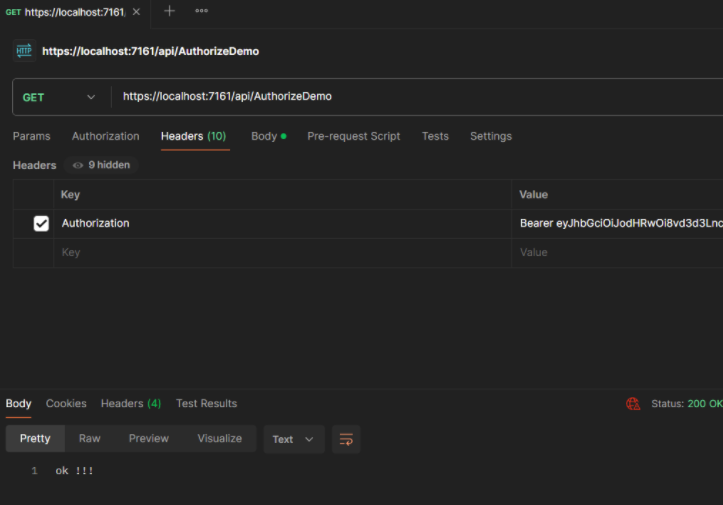 GET https://localhost:7161,
HTTP https://localhost:7161/api/AuthorizeDemo
GET https://localhost:7161/api/AuthorizeDemo
Params Authorization Headers (10) Body Pre-request Script Tests Settings
Headers 9 hidden
Key Value
Authorization Bearer eyJhbGciOiJodHRwOi8vd3d3Lnc
Key Value
Body Cookies Headers (4) Test Results Status: 200 OK
Pretty Raw Preview Visualize Text
1 ok !!!